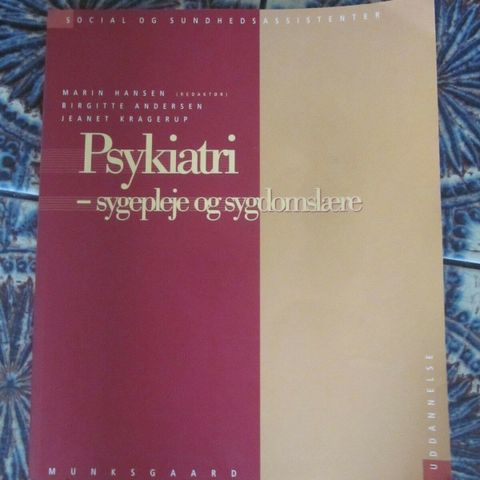 SOCIAL OG SUNDHEDSASSISTENTER
MARIN HANSEN (REDAKTØR)
BIRGITTE ANDERSEN
JEANET KRAGERUP
Psykiatri
– sygepleje og sygdomslære
UDDANNELSE
MUNKSGAARD